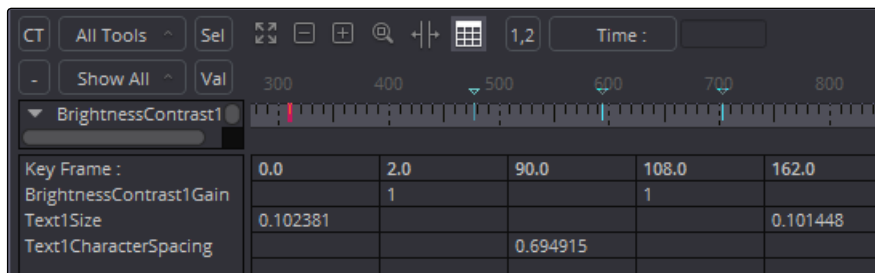 CT All Tools Sel 1,2 Time :
- Show All Val 300 400 500 600 700 800
BrightnessContrast1
Key Frame : 0.0 2.0 90.0 108.0 162.0
BrightnessContrast1Gain 1 1
Text1Size 0.102381 0.101448
Text1CharacterSpacing 0.694915